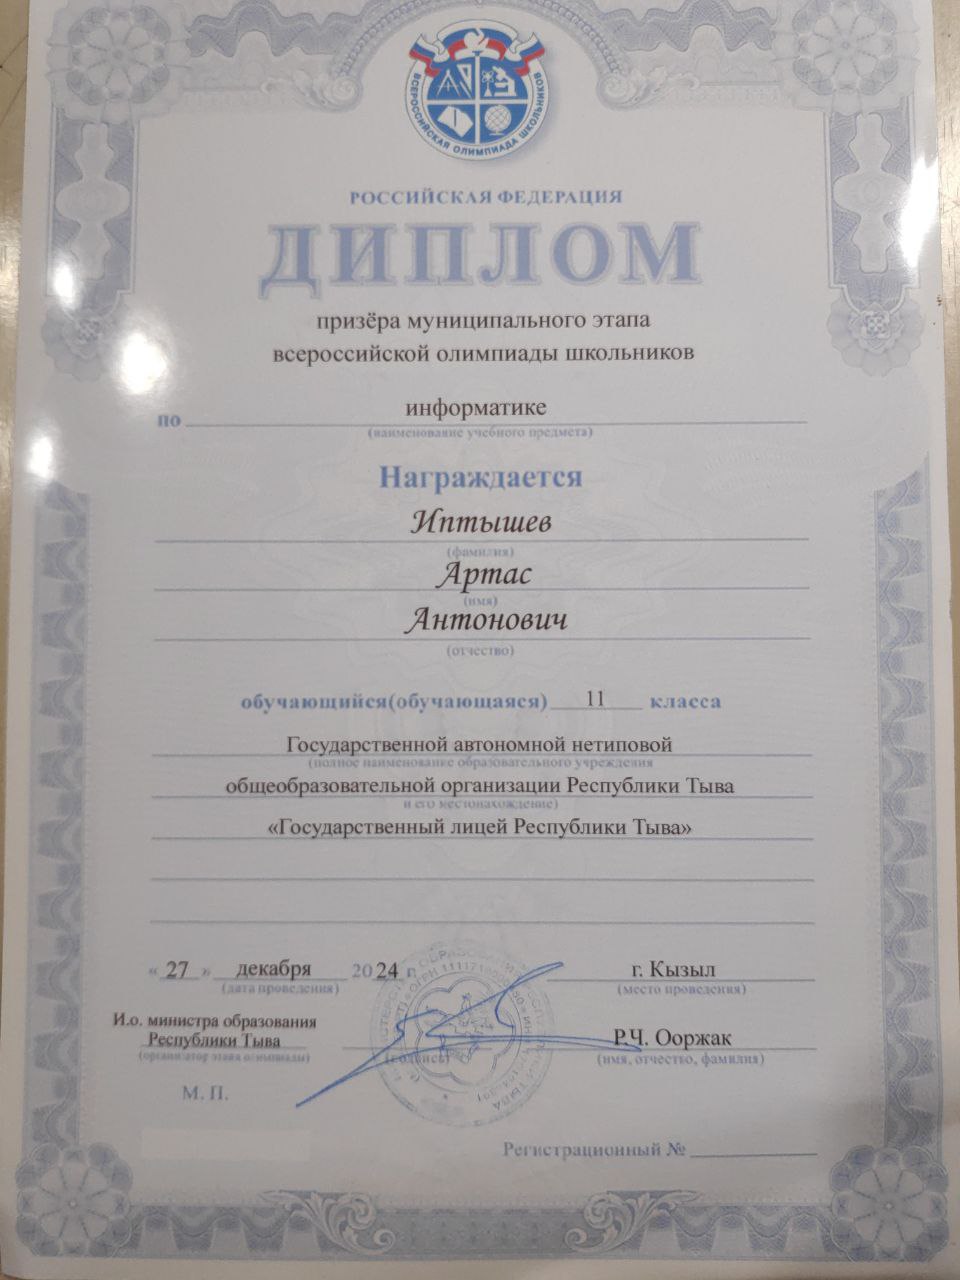 ВСЕРОССИЙСКАЯ ОЛИМПИАДА ШКОЛЬНИКОВ
РОССИЙСКАЯ ФЕДЕРАЦИЯ
ДИПЛОМ
призёра муниципального этапа
всероссийской олимпиады школьников
по информатике
(наименование учебного предмета)
Награждается
Иптышев
(фамилия)
Артас
(имя)
Антонович
(отчество)
обучающийся(обучающаяся) 11 класса
Государственной автономной нетиповой
(полное наименование образовательного учреждения
общеобразовательной организации Республики Тыва
и его местонахождение)
«Государственный лицей Республики Тыва»
« 27 » декабря 2024 г. г. Кызыл
(дата проведения) (место проведения)
И.о. министра образования
Республики Тыва Р.Ч. Ооржак
(организатор этапа олимпиады) (подпись) (имя, отчество, фамилия)
М. П.
Регистрационный №